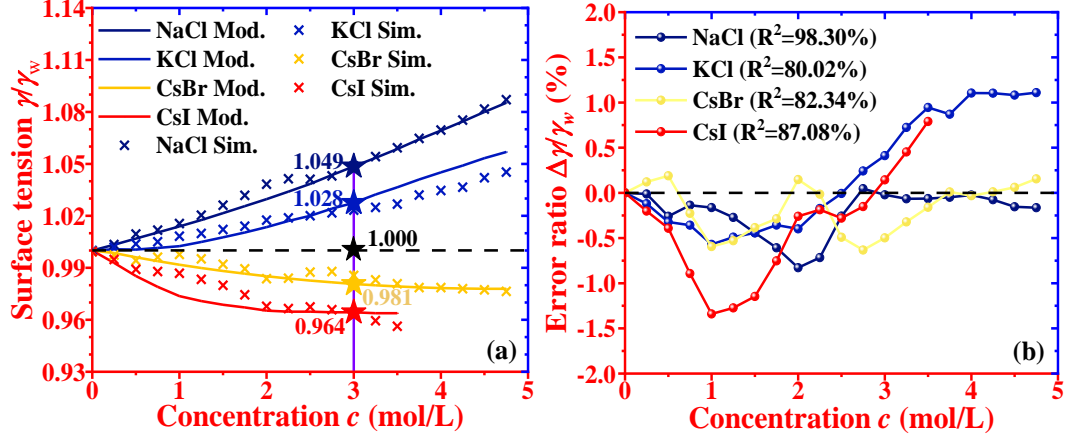 NaCl Mod.
KCl Mod.
CsBr Mod.
CsI Mod.
NaCl Sim.
KCl Sim.
CsBr Sim.
CsI Sim.
1.049
1.028
1.000
0.981
0.964
(a)
1.14
1.11
1.08
1.05
1.02
0.99
0.96
0.93
Surface tension γ/γw
0 1 2 3 4 5
Concentration c (mol/L)
NaCl (R²=98.30%)
KCl (R²=80.02%)
CsBr (R²=82.34%)
CsI (R²=87.08%)
(b)
2.0
1.5
1.0
0.5
0.0
-0.5
-1.0
-1.5
-2.0
Error ratio Δγ/γw (%)
0 1 2 3 4 5
Concentration c (mol/L)